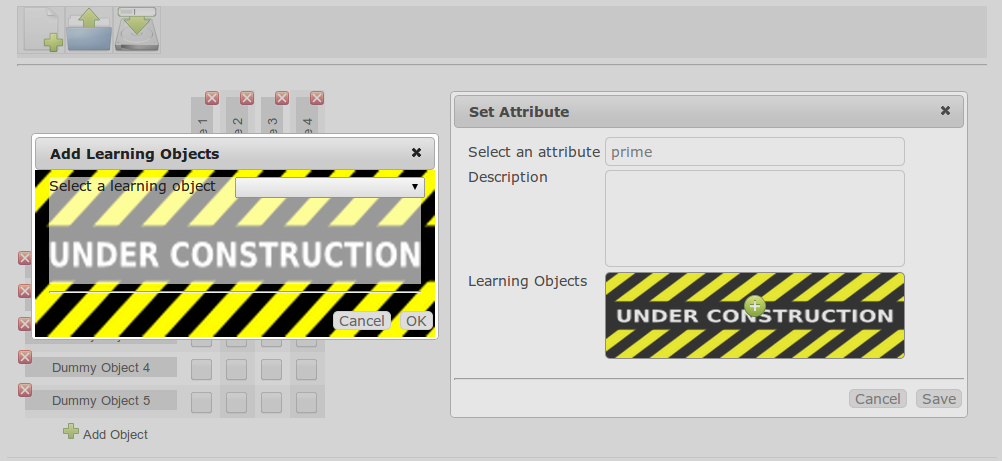 e 1
e 2
e 3
e 4
Add Learning Objects
Select a learning object
UNDER CONSTRUCTION
Cancel
OK
Dummy Object 4
Dummy Object 5
Add Object
Set Attribute
Select an attribute prime
Description
Learning Objects
UNDER CONSTRUCTION
Cancel
Save